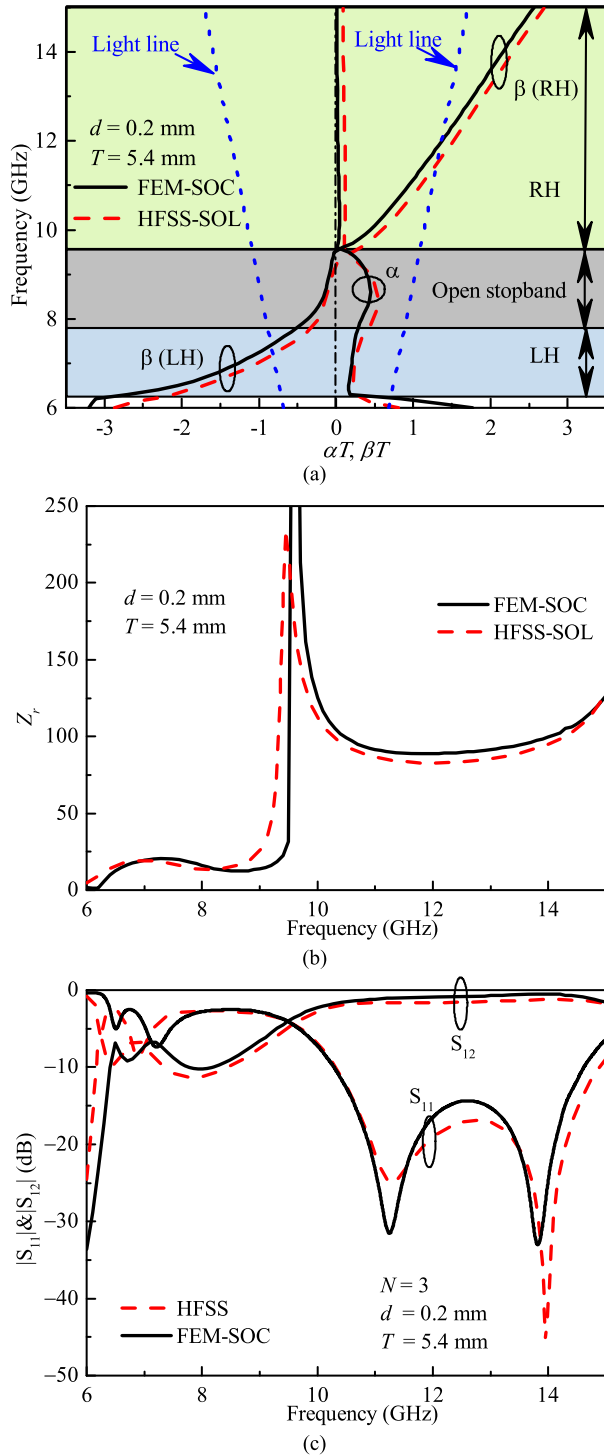 Light line
Light line
β (RH)
d = 0.2 mm
T = 5.4 mm
FEM-SOC
HFSS-SOL
RH
α
Open stopband
β (LH)
LH
Frequency (GHz)
14
12
10
8
6
-3 -2 -1 0 1 2 3
αT, βT
(a)
250
200
150
100
50
0
Z_r
d = 0.2 mm
T = 5.4 mm
FEM-SOC
HFSS-SOL
6 8 10 12 14
Frequency (GHz)
(b)
0
−10
−20
−30
−40
−50
|S₁₁|&|S₁₂| (dB)
S₁₂
S₁₁
N = 3
d = 0.2 mm
T = 5.4 mm
HFSS
FEM-SOC
6 8 10 12 14
Frequency (GHz)
(c)